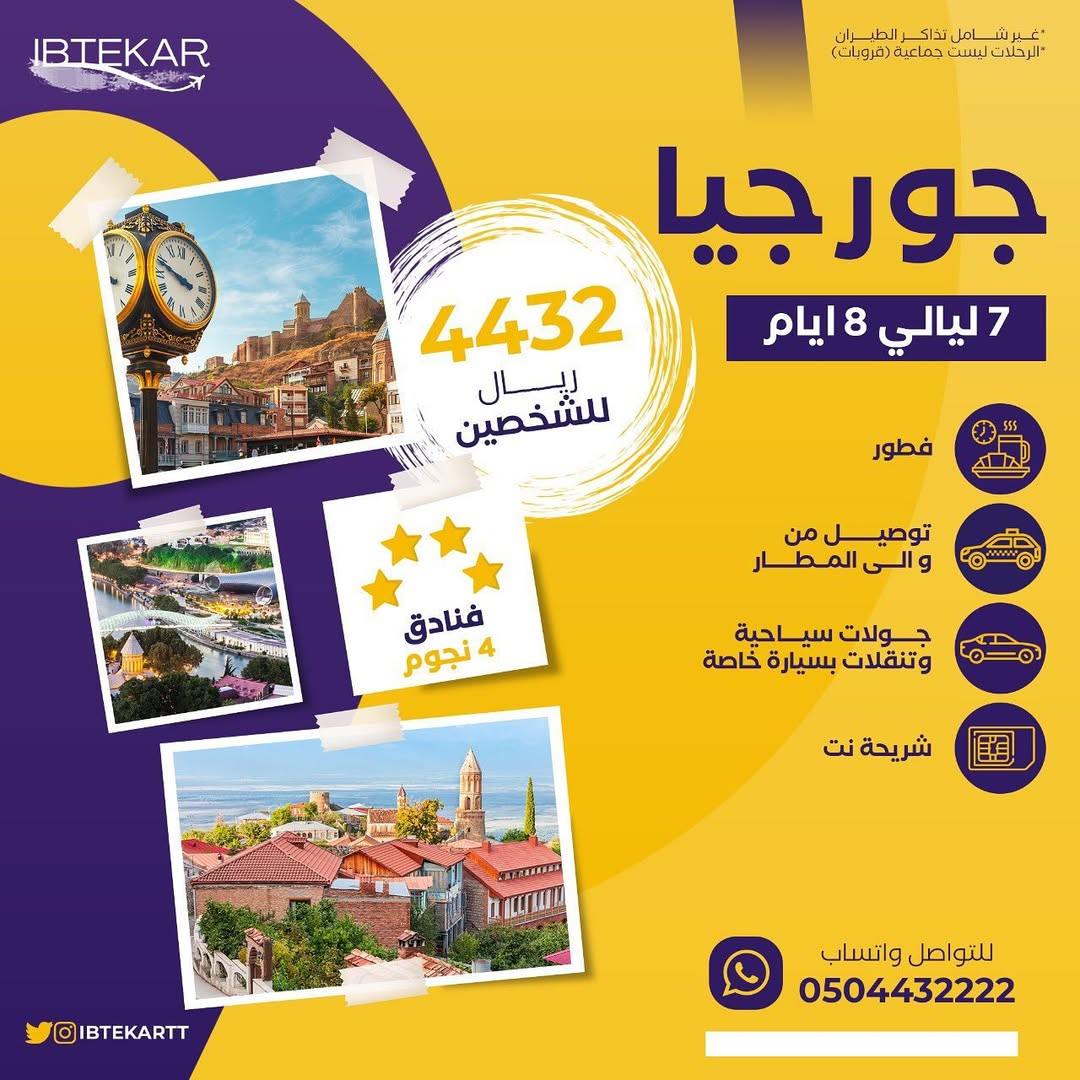 IBTEKAR
*غير شامل تذاكر الطيران
*الرحلات ليست جماعية (قروبات)
جورجيا
7 ليالي 8 ايام
4432
ريال
للشخصين
فطور
توصيل من
و الى المطار
جولات سياحية
وتنقلات بسيارة خاصة
شريحة نت
فنادق
4 نجوم
للتواصل واتساب
0504432222
IBTEKARTT